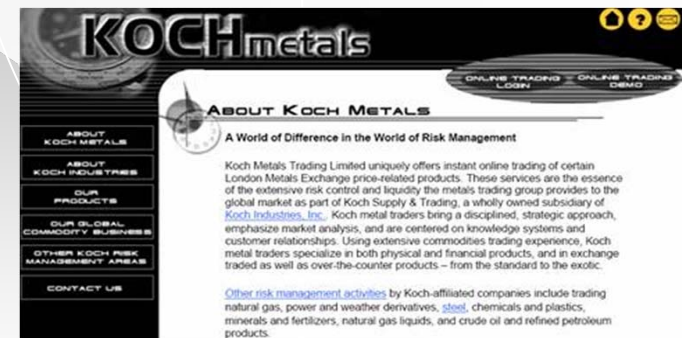 KOCHmetals
?
ONLINE TRADING LOGIN
ONLINE TRADING DEMO
ABOUT KOCH METALS
ABOUT KOCH METALS
ABOUT KOCH INDUSTRIES
OUR PRODUCTS
OUR GLOBAL COMMODITY BUSINESS
OTHER KOCH RISK MANAGEMENT AREAS
CONTACT US
A World of Difference in the World of Risk Management
Koch Metals Trading Limited uniquely offers instant online trading of certain
London Metals Exchange price-related products. These services are the essence
of the extensive risk control and liquidity the metals trading group provides to the
global market as part of Koch Supply & Trading, a wholly owned subsidiary of
Koch Industries, Inc. Koch metal traders bring a disciplined, strategic approach,
emphasize market analysis, and are centered on knowledge systems and
customer relationships. Using extensive commodities trading experience, Koch
metal traders specialize in both physical and financial products, and in exchange
traded as well as over-the-counter products – from the standard to the exotic.
Other risk management activities by Koch-affiliated companies include trading
natural gas, power and weather derivatives, steel, chemicals and plastics,
minerals and fertilizers, natural gas liquids, and crude oil and refined petroleum
products.